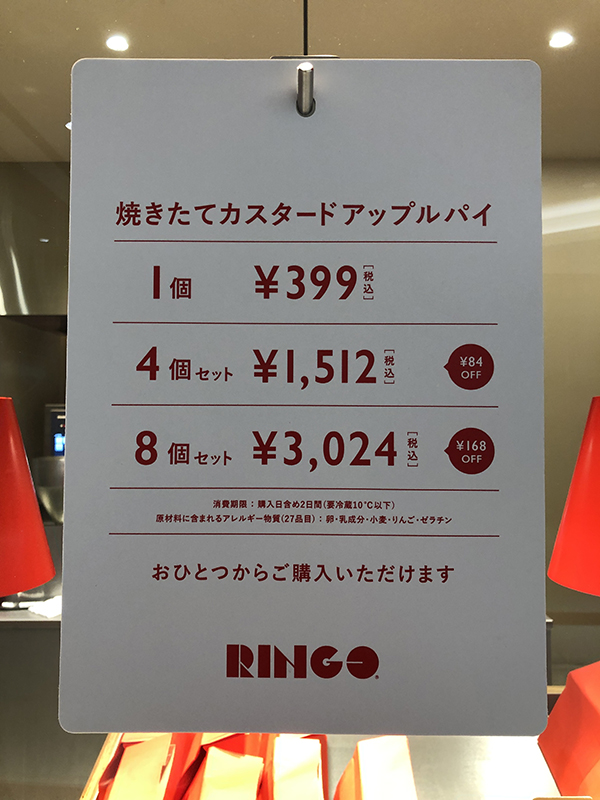 焼きたてカスタードアップルパイ
1個 ¥399 [税込]
4個セット ¥1,512 [税込] ¥84 OFF
8個セット ¥3,024 [税込] ¥168 OFF
消費期限：購入日含め2日間(要冷蔵10℃以下)
原材料に含まれるアレルギー物質(27品目)：卵・乳成分・小麦・りんご・ゼラチン
おひとつからご購入いただけます
RINGO®